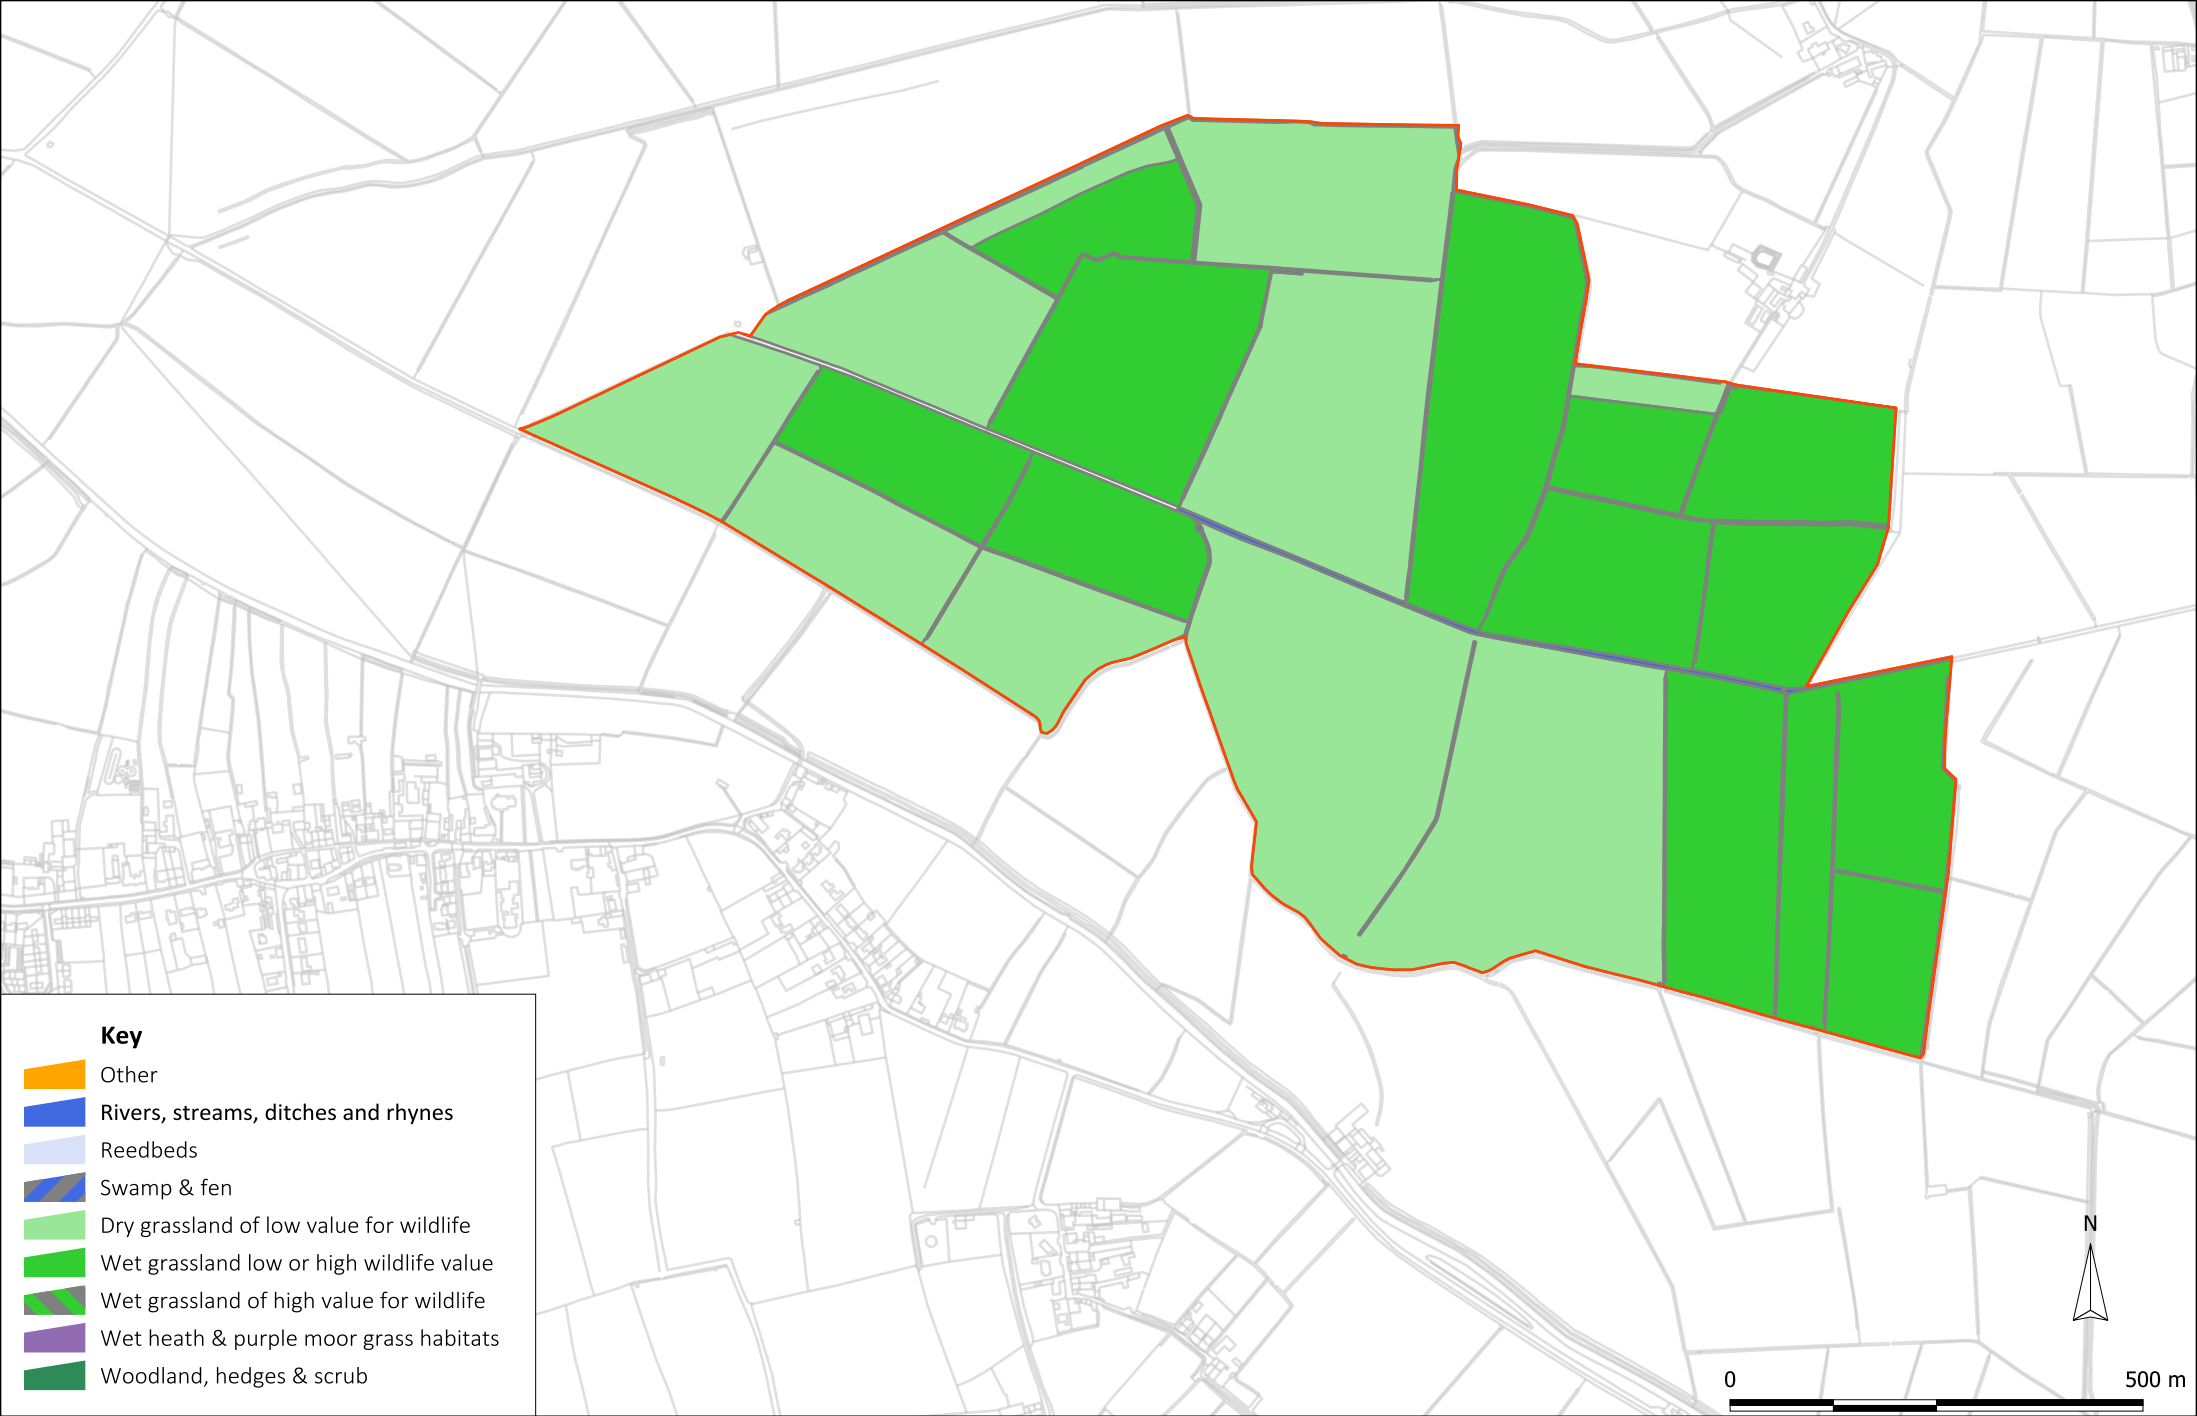 Key
Other
Rivers, streams, ditches and rhynes
Reedbeds
Swamp & fen
Dry grassland of low value for wildlife
Wet grassland low or high wildlife value
Wet grassland of high value for wildlife
Wet heath & purple moor grass habitats
Woodland, hedges & scrub
N
0 500 m